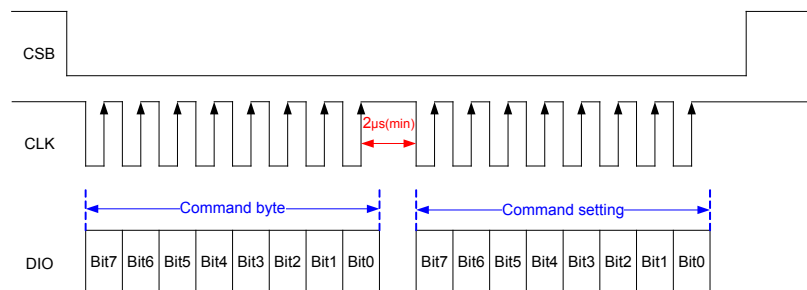 CSB
CLK
2µs(min)
Command byte
Command setting
DIO
Bit7 Bit6 Bit5 Bit4 Bit3 Bit2 Bit1 Bit0 Bit7 Bit6 Bit5 Bit4 Bit3 Bit2 Bit1 Bit0